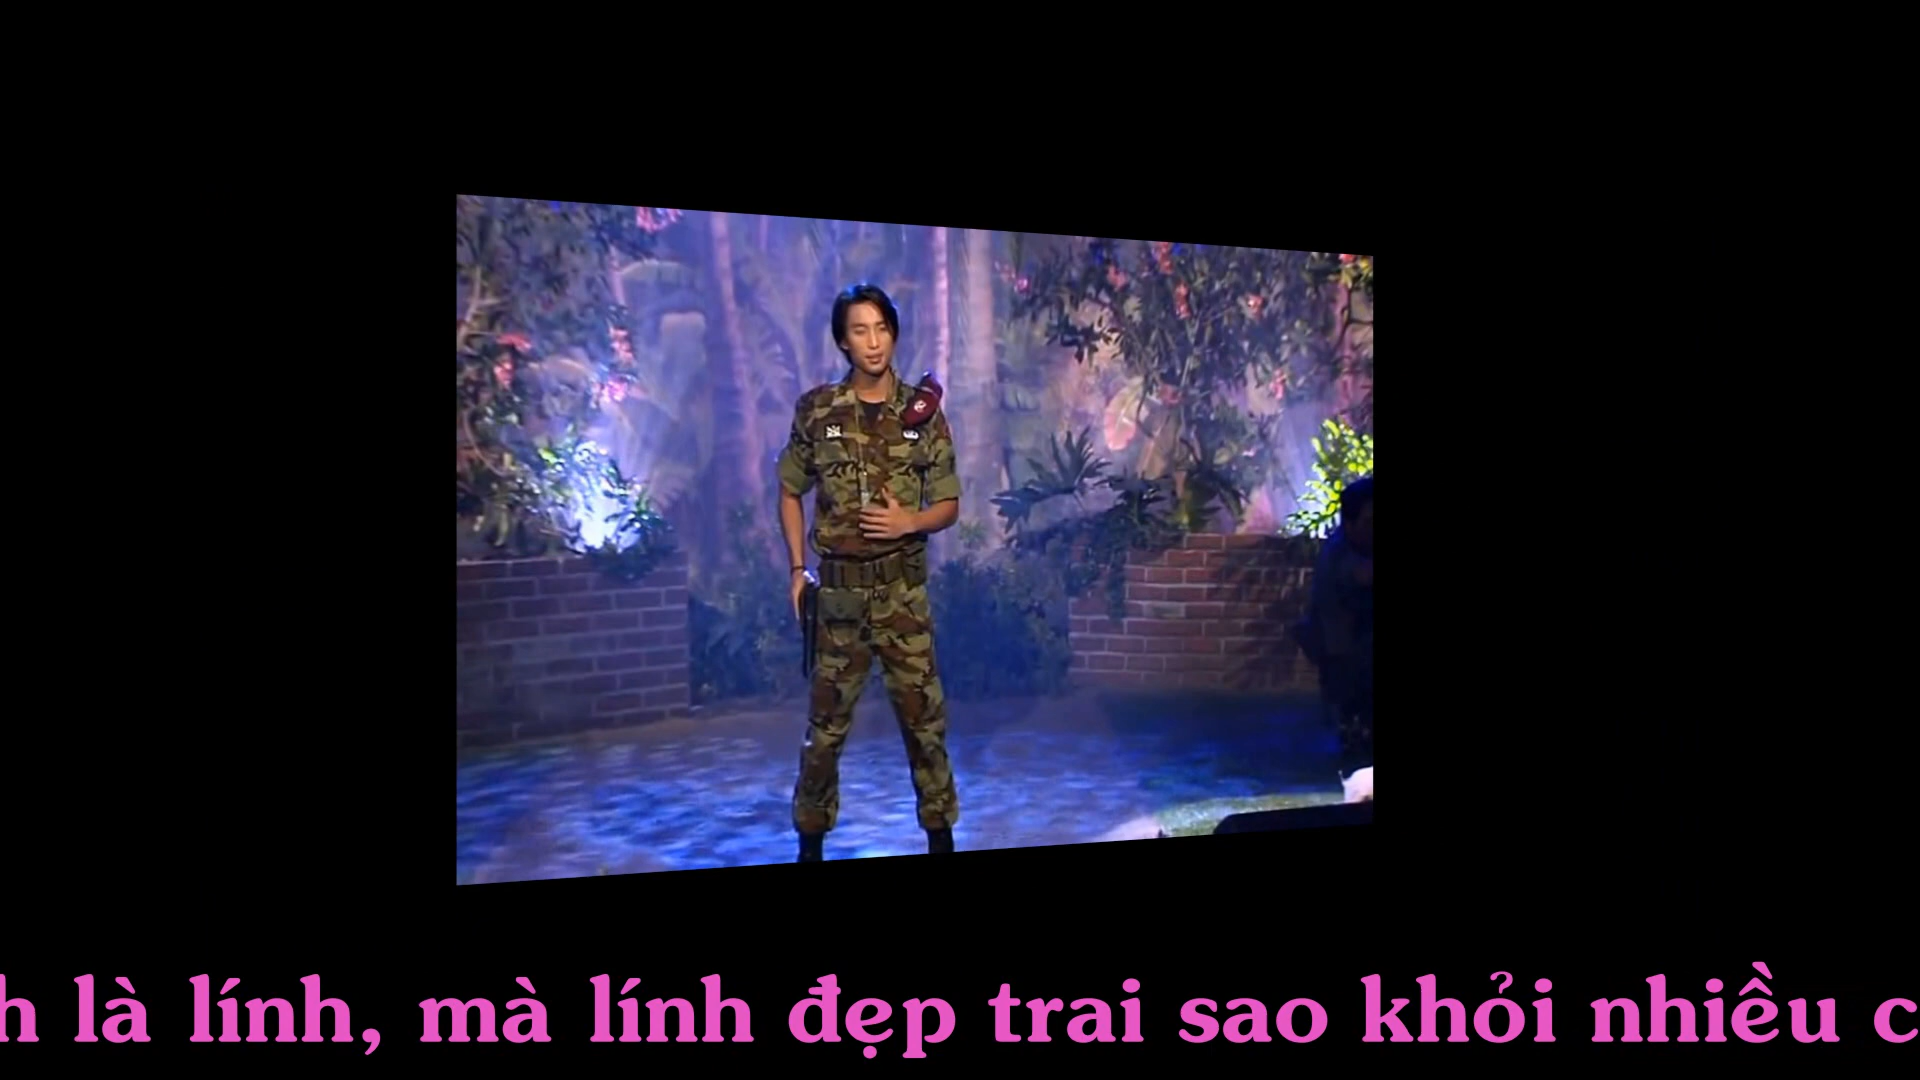 h là lính, mà lính đẹp trai sao khỏi nhiều c